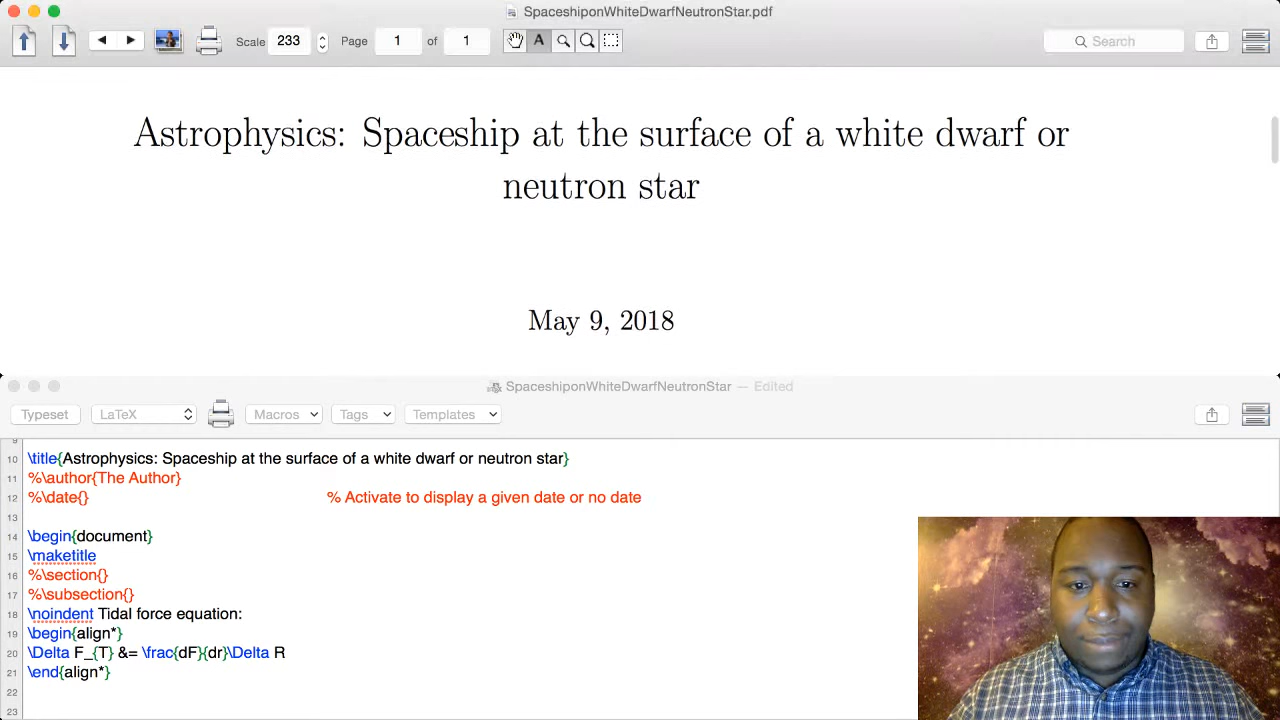 SpaceshiponWhiteDwarfNeutronStar.pdf
Scale 233 Page 1 of 1 A Search
Astrophysics: Spaceship at the surface of a white dwarf or
neutron star
May 9, 2018
SpaceshiponWhiteDwarfNeutronStar — Edited
Typeset LaTeX Macros Tags Templates
9
10 \title{Astrophysics: Spaceship at the surface of a white dwarf or neutron star}
11 %\author{The Author}
12 %\date{} % Activate to display a given date or no date
13
14 \begin{document}
15 \maketitle
16 %\section{}
17 %\subsection{}
18 \noindent Tidal force equation:
19 \begin{align*}
20 \Delta F_{T} &= \frac{dF}{dr}\Delta R
21 \end{align*}
22
23